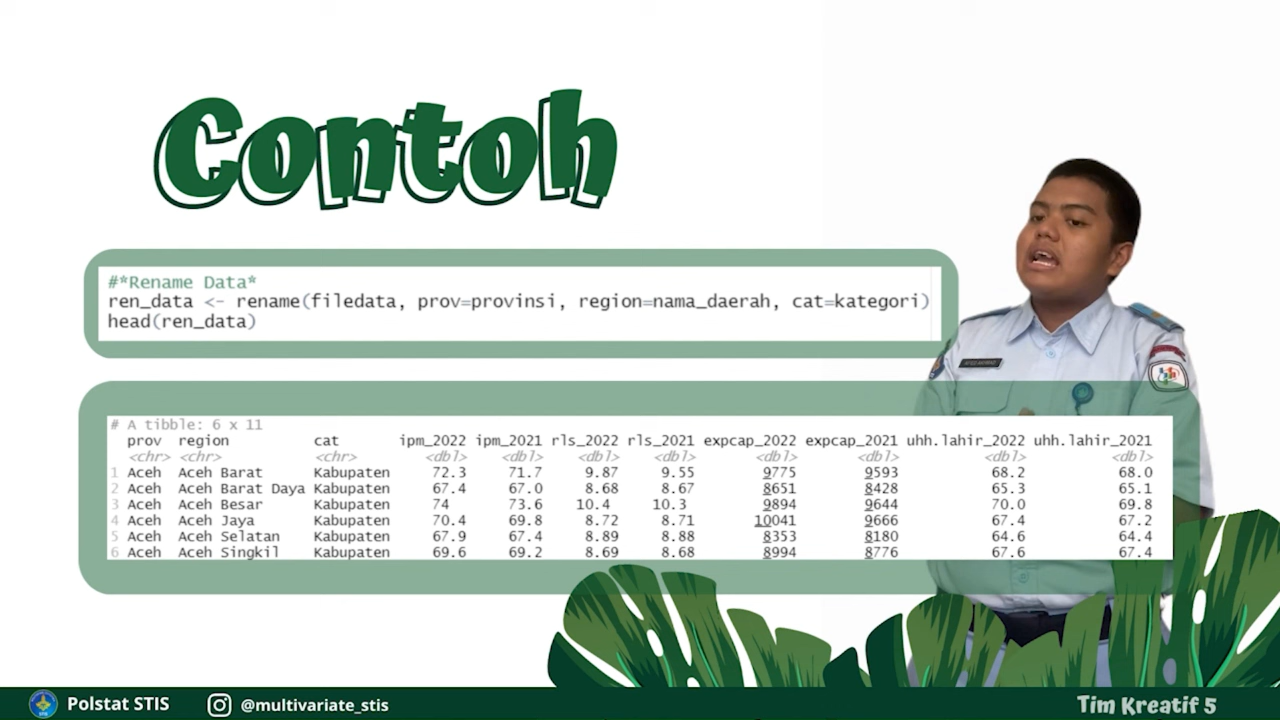 Contoh
#*Rename Data*
ren_data <- rename(filedata, prov=provinsi, region=nama_daerah, cat=kategori)
head(ren_data)
# A tibble: 6 x 11
prov region cat ipm_2022 ipm_2021 rls_2022 rls_2021 expcap_2022 expcap_2021 uhh.lahir_2022 uhh.lahir_2021
<chr> <chr> <chr> <dbl> <dbl> <dbl> <dbl> <dbl> <dbl> <dbl> <dbl>
1 Aceh Aceh Barat Kabupaten 72.3 71.7 9.87 9.55 9775 9593 68.2 68.0
2 Aceh Aceh Barat Daya Kabupaten 67.4 67.0 8.68 8.67 8651 8428 65.3 65.1
3 Aceh Aceh Besar Kabupaten 74 73.6 10.4 10.3 9894 9644 70.0 69.8
4 Aceh Aceh Jaya Kabupaten 70.4 69.8 8.72 8.71 10041 9666 67.4 67.2
5 Aceh Aceh Selatan Kabupaten 67.9 67.4 8.89 8.88 8353 8180 64.6 64.4
6 Aceh Aceh Singkil Kabupaten 69.6 69.2 8.69 8.68 8994 8776 67.6 67.4
Polstat STIS
@multivariate_stis
Tim Kreatif 5